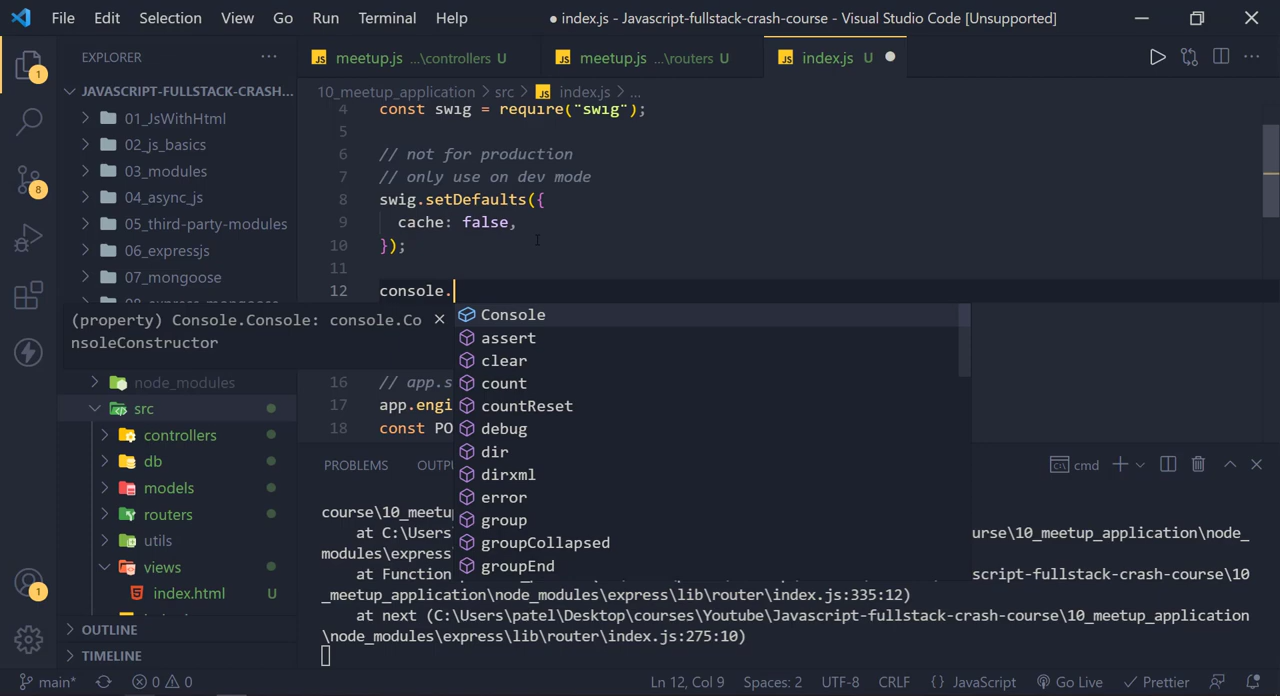 File Edit Selection View Go Run Terminal Help
● index.js - Javascript-fullstack-crash-course - Visual Studio Code [Unsupported]
EXPLORER
meetup.js ...\controllers U
meetup.js ...\routers U
index.js U
JAVASCRIPT-FULLSTACK-CRASH...
01_JsWithHtml
02_js_basics
03_modules
04_async_js
05_third-party-modules
06_expressjs
07_mongoose
node_modules
src
controllers
db
models
routers
utils
views
index.html U
OUTLINE
TIMELINE
10_meetup_application > src > index.js > ...
4 const swig = require("swig");
5
6 // not for production
7 // only use on dev mode
8 swig.setDefaults({
9 cache: false,
10 });
11
12 console.
(property) Console.Console: console.Co
nsoleConstructor
Console
assert
clear
count
countReset
debug
dir
dirxml
error
group
groupCollapsed
groupEnd
16 // app.s
17 app.engi
18 const PO
PROBLEMS OUTPU
cmd
course\10_meetup
at C:\Users urse\10_meetup_application\node_
modules\express
at Function script-fullstack-crash-course\10
_meetup_application\node_modules\express\lib\router\index.js:335:12)
at next (C:\Users\patel\Desktop\courses\Youtube\Javascript-fullstack-crash-course\10_meetup_application
\node_modules\express\lib\router\index.js:275:10)
main* 0 0 Ln 12, Col 9 Spaces: 2 UTF-8 CRLF {} JavaScript Go Live Prettier
1
8
1